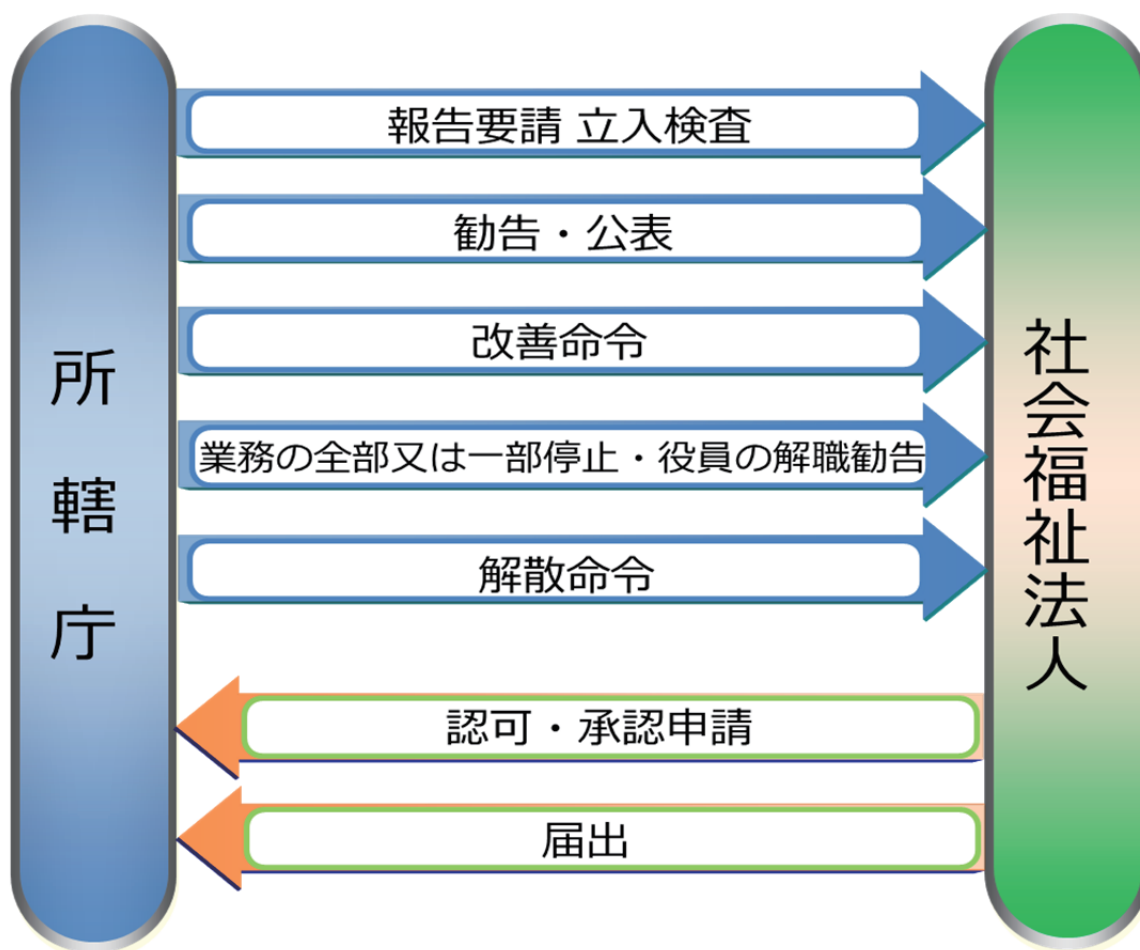 所轄庁
報告要請 立入検査
勧告・公表
改善命令
業務の全部又は一部停止・役員の解職勧告
解散命令
認可・承認申請
届出
社会福祉法人